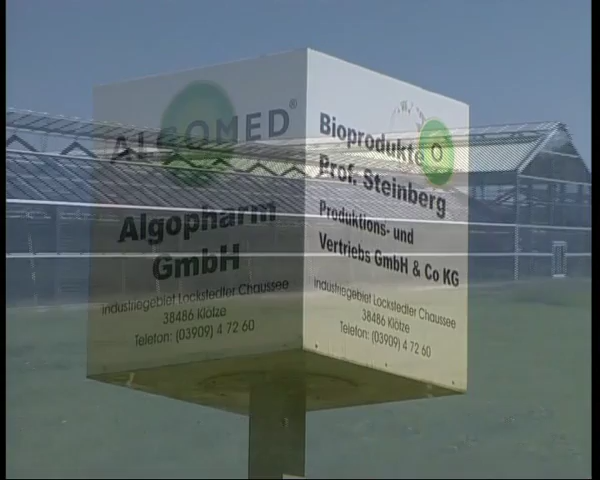 ALGOMED®
Algopharm
GmbH
Industriegebiet Lockstedter Chaussee
38486 Klötze
Telefon: (03909) 4 72 60
Bioprodukte
Prof. Steinberg
Produktions- und
Vertriebs GmbH & Co KG
Industriegebiet Lockstedter Chaussee
38486 Klötze
Telefon: (03909) 4 72 60